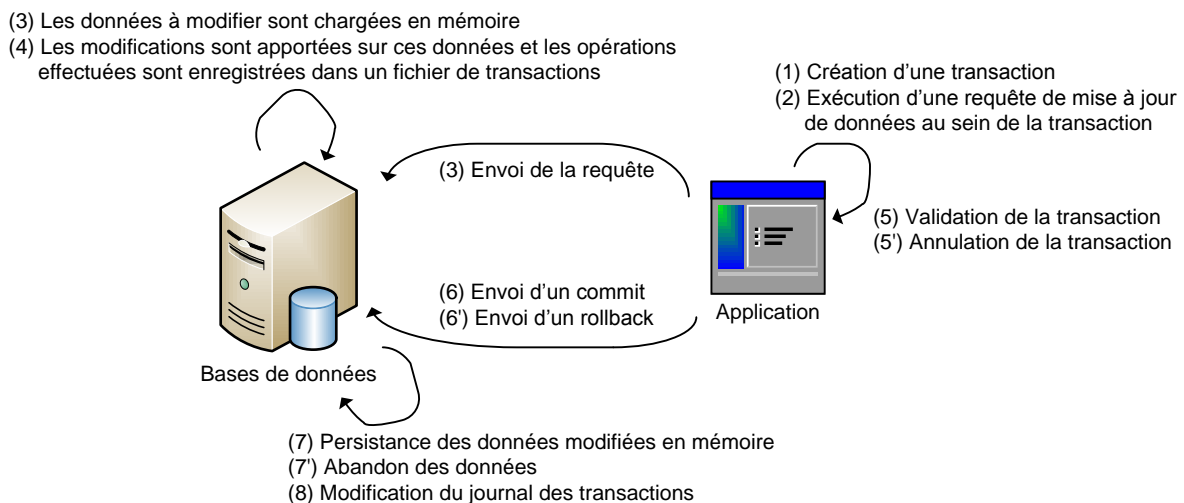 (3) Les données à modifier sont chargées en mémoire
(4) Les modifications sont apportées sur ces données et les opérations
effectuées sont enregistrées dans un fichier de transactions
(1) Création d'une transaction
(2) Exécution d'une requête de mise à jour
de données au sein de la transaction
(3) Envoi de la requête
(5) Validation de la transaction
(5') Annulation de la transaction
(6) Envoi d'un commit
(6') Envoi d'un rollback
Application
Bases de données
(7) Persistance des données modifiées en mémoire
(7') Abandon des données
(8) Modification du journal des transactions